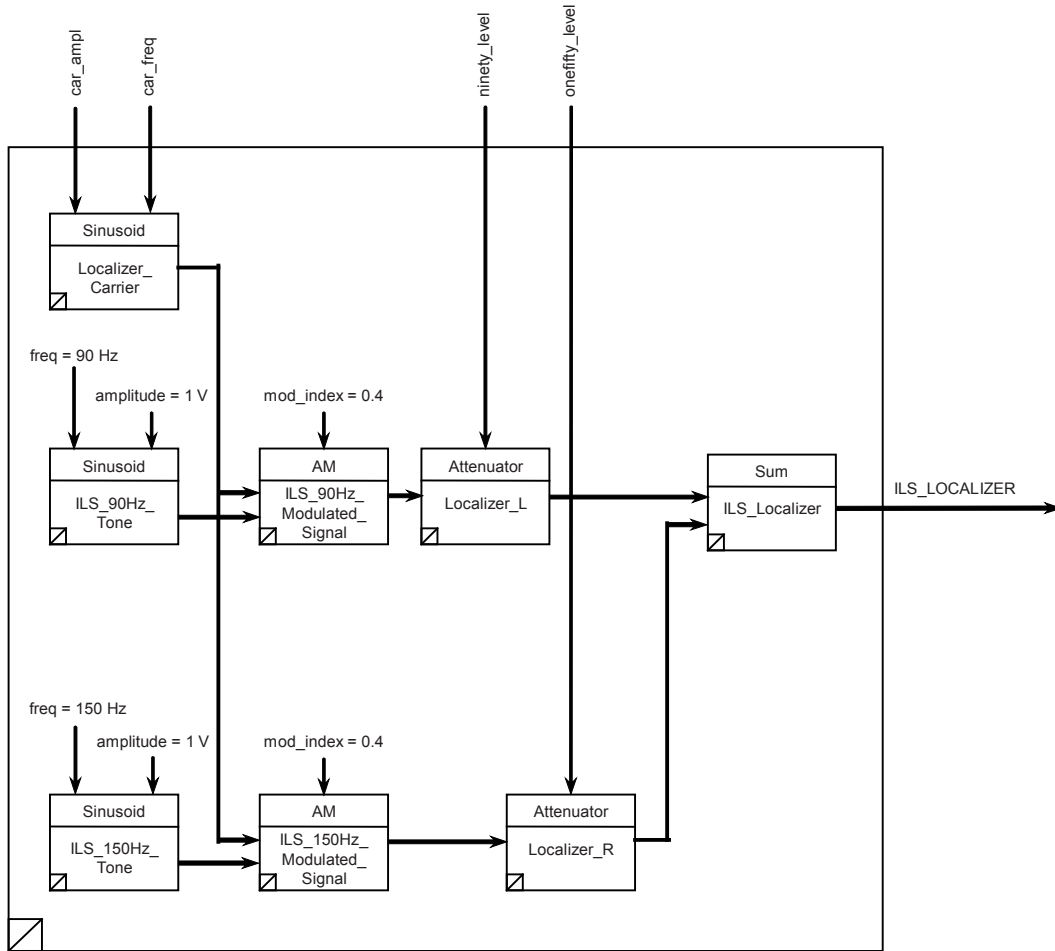 car_ampl
car_freq
ninety_level
onefifty_level
Sinusoid
Localizer_
Carrier
freq = 90 Hz
amplitude = 1 V
mod_index = 0.4
Sinusoid
ILS_90Hz_
Tone
AM
ILS_90Hz_
Modulated_
Signal
Attenuator
Localizer_L
Sum
ILS_Localizer
ILS_LOCALIZER
freq = 150 Hz
amplitude = 1 V
mod_index = 0.4
Sinusoid
ILS_150Hz_
Tone
AM
ILS_150Hz_
Modulated_
Signal
Attenuator
Localizer_R